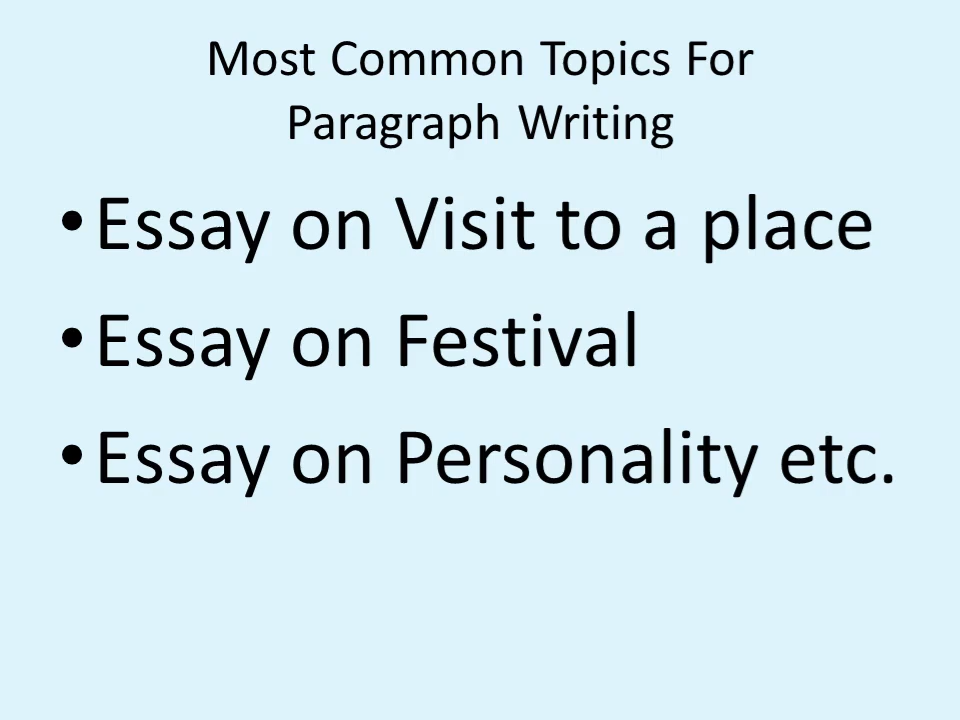 Most Common Topics For
Paragraph Writing
•Essay on Visit to a place
•Essay on Festival
•Essay on Personality etc.